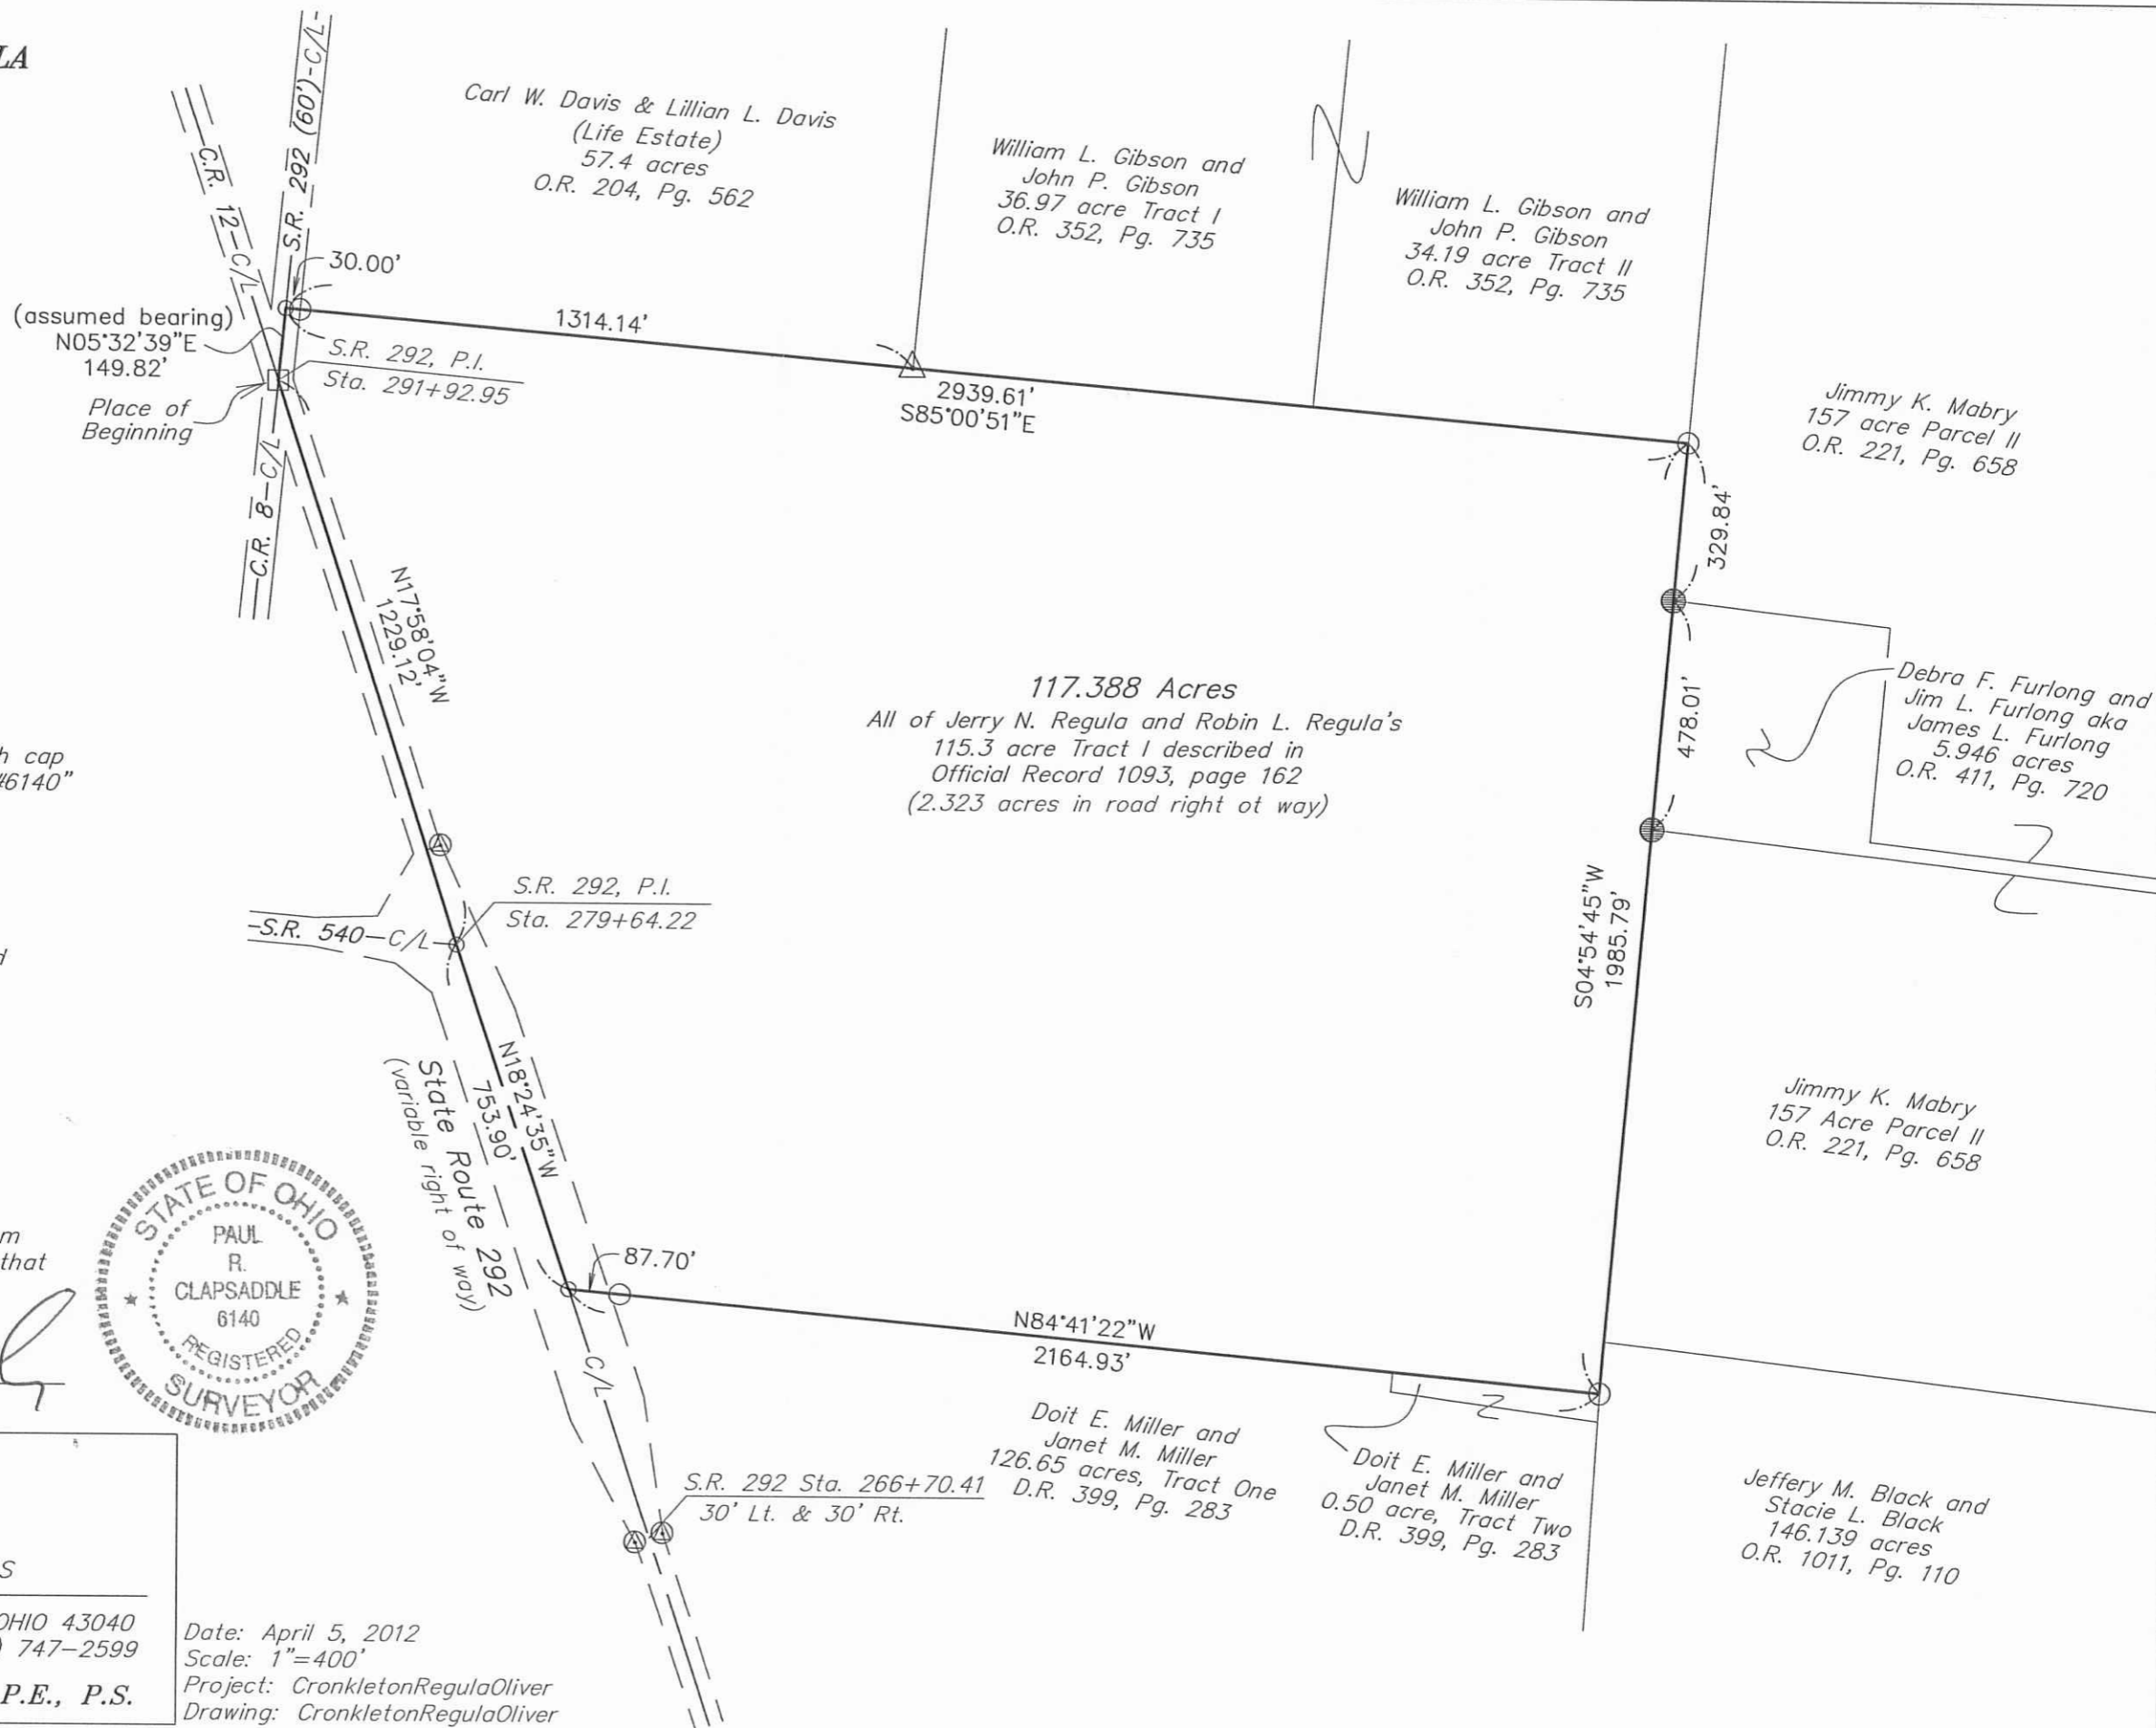 LA
S.R. 292 (60')-C/L-
C.R. 12-C/L
Carl W. Davis & Lillian L. Davis
(Life Estate)
57.4 acres
O.R. 204, Pg. 562
William L. Gibson and
John P. Gibson
36.97 acre Tract I
O.R. 352, Pg. 735
William L. Gibson and
John P. Gibson
34.19 acre Tract II
O.R. 352, Pg. 735
30.00'
(assumed bearing)
N05°32'39"E
149.82'
Place of
Beginning
1314.14'
S.R. 292, P.I.
Sta. 291+92.95
2939.61'
S85°00'51"E
Jimmy K. Mabry
157 acre Parcel II
O.R. 221, Pg. 658
C.R. 8-C/L
329.84'
N17°58'04"W
1229.12'
478.01'
Debra F. Furlong and
Jim L. Furlong aka
James L. Furlong
5.946 acres
O.R. 411, Pg. 720
117.388 Acres
All of Jerry N. Regula and Robin L. Regula's
115.3 acre Tract I described in
Official Record 1093, page 162
(2.323 acres in road right ot way)
h cap
#6140"
S.R. 292, P.I.
Sta. 279+64.22
-S.R. 540-C/L
S04°54'45"W
1985.79'
d
N18°24'35"W
753.90'
State Route 292
(variable right of way)
Jimmy K. Mabry
157 Acre Parcel II
O.R. 221, Pg. 658
m
that
STATE OF OHIO
PAUL
R.
CLAPSADDLE
6140
REGISTERED
SURVEYOR
87.70'
N84°41'22"W
2164.93'
C/L
Doit E. Miller and
Janet M. Miller
126.65 acres, Tract One
D.R. 399, Pg. 283
Doit E. Miller and
Janet M. Miller
0.50 acre, Tract Two
D.R. 399, Pg. 283
Jeffery M. Black and
Stacie L. Black
146.139 acres
O.R. 1011, Pg. 110
S.R. 292 Sta. 266+70.41
30' Lt. & 30' Rt.
S
OHIO 43040
) 747-2599
P.E., P.S.
Date: April 5, 2012
Scale: 1"=400'
Project: CronkletonRegulaOliver
Drawing: CronkletonRegulaOliver